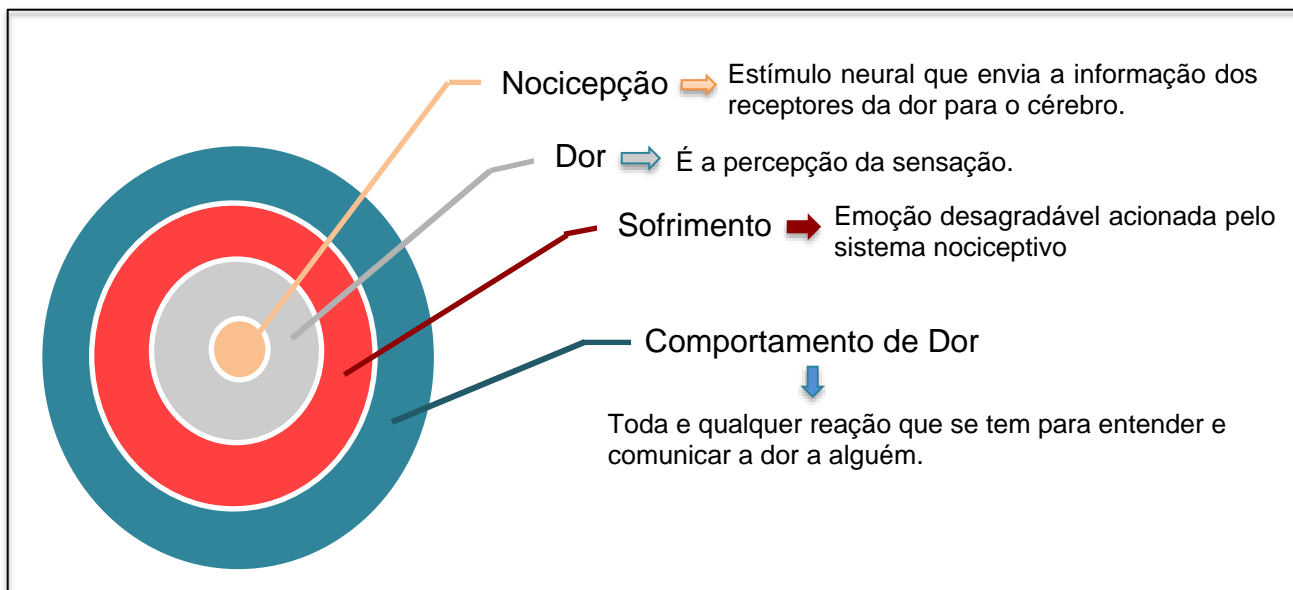 Nocicepção
Estímulo neural que envia a informação dos
receptores da dor para o cérebro.
Dor
É a percepção da sensação.
Sofrimento
Emoção desagradável acionada pelo
sistema nociceptivo
Comportamento de Dor
Toda e qualquer reação que se tem para entender e
comunicar a dor a alguém.